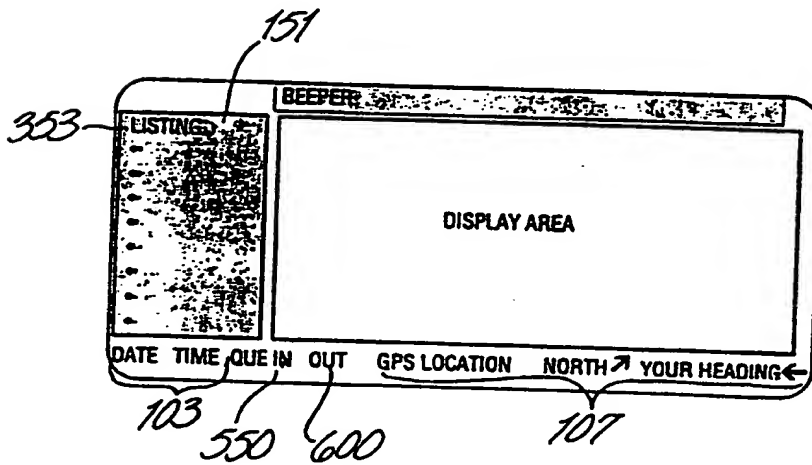 151
BEEPER
353
LISTING
DISPLAY AREA
DATE TIME QUE IN OUT GPS LOCATION NORTH↗ YOUR HEADING←
103
550
600
107